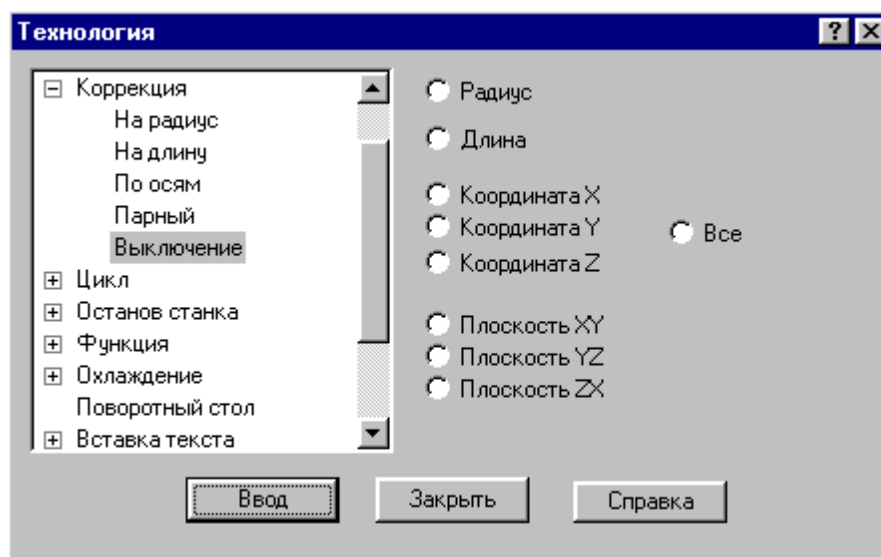 Технология
Коррекция
На радиус
На длину
По осям
Парный
Выключение
Цикл
Останов станка
Функция
Охлаждение
Поворотный стол
Вставка текста
Радиус
Длина
Координата X
Координата Y
Координата Z
Все
Плоскость XY
Плоскость YZ
Плоскость ZX
Ввод
Закрыть
Справка